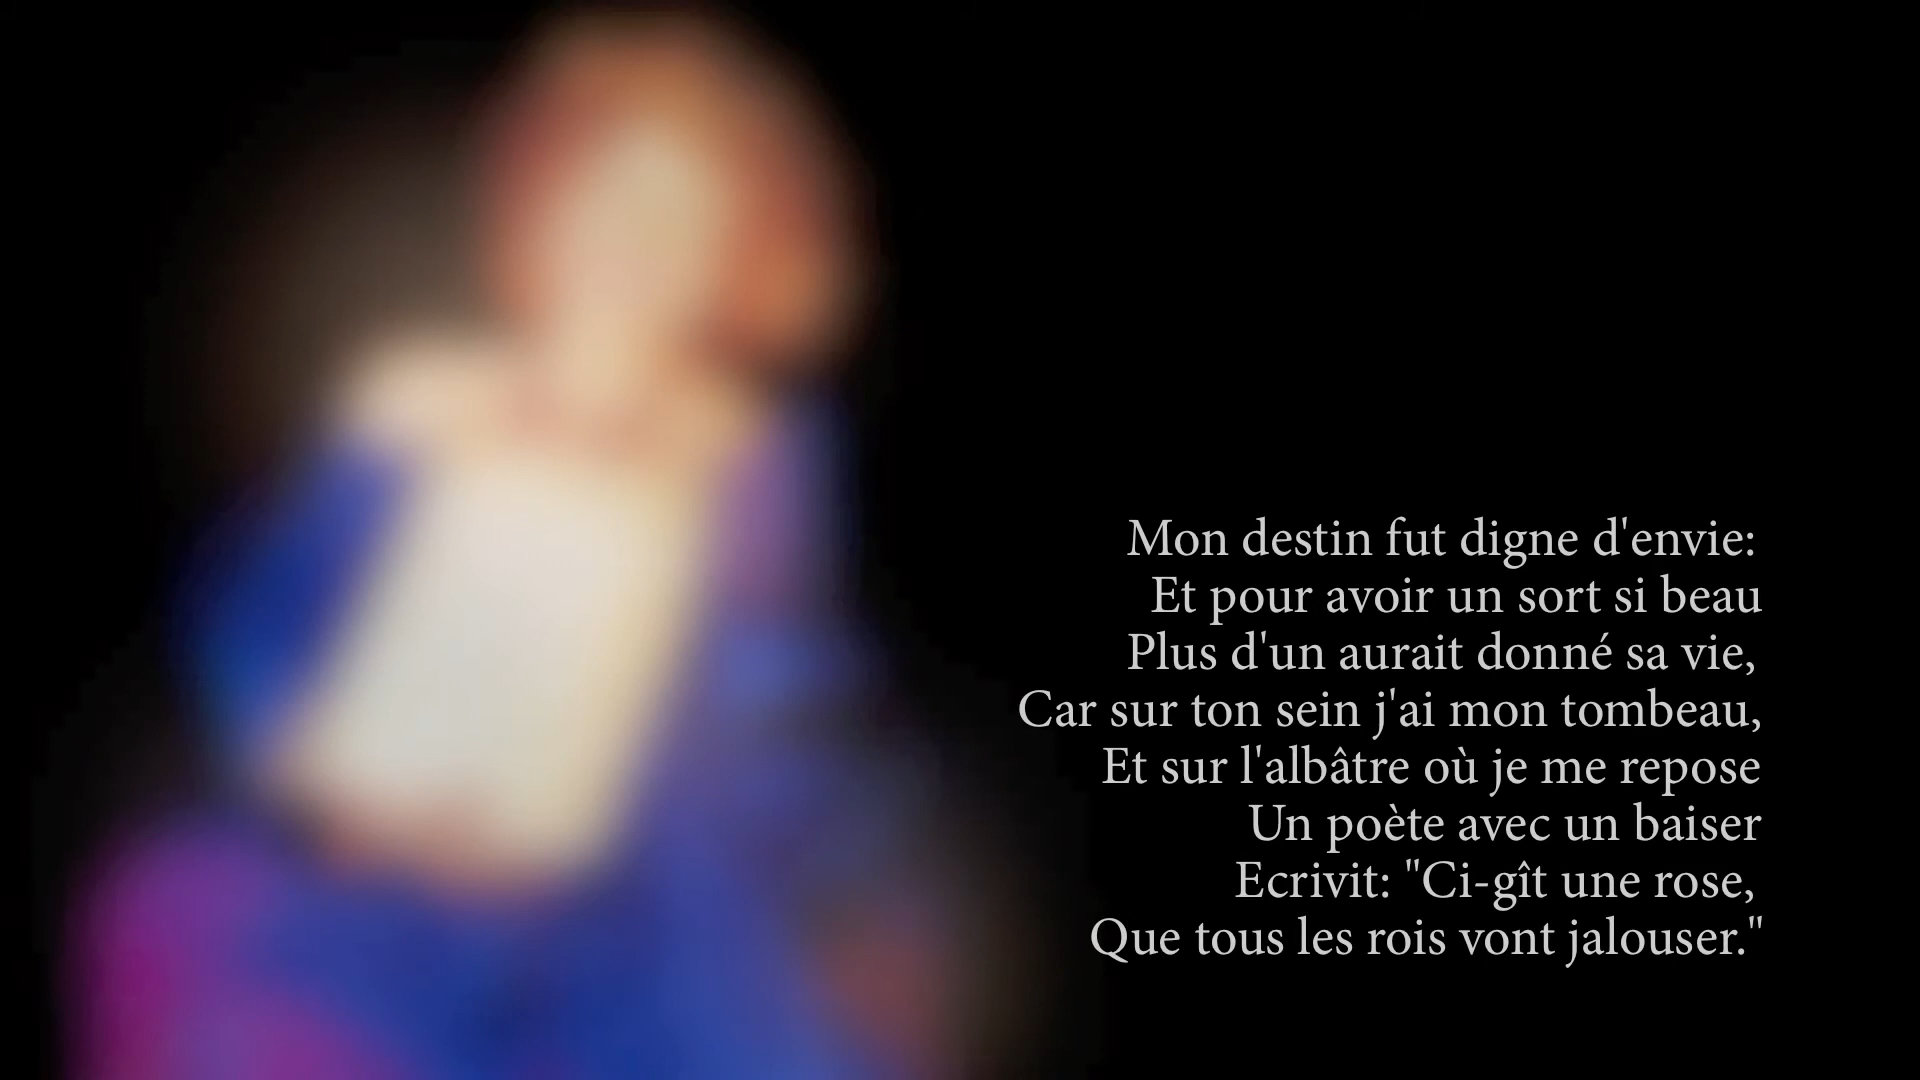 Mon destin fut digne d'envie:
Et pour avoir un sort si beau
Plus d'un aurait donné sa vie,
Car sur ton sein j'ai mon tombeau,
Et sur l'albâtre où je me repose
Un poète avec un baiser
Ecrivit: "Ci-gît une rose,
Que tous les rois vont jalouser."